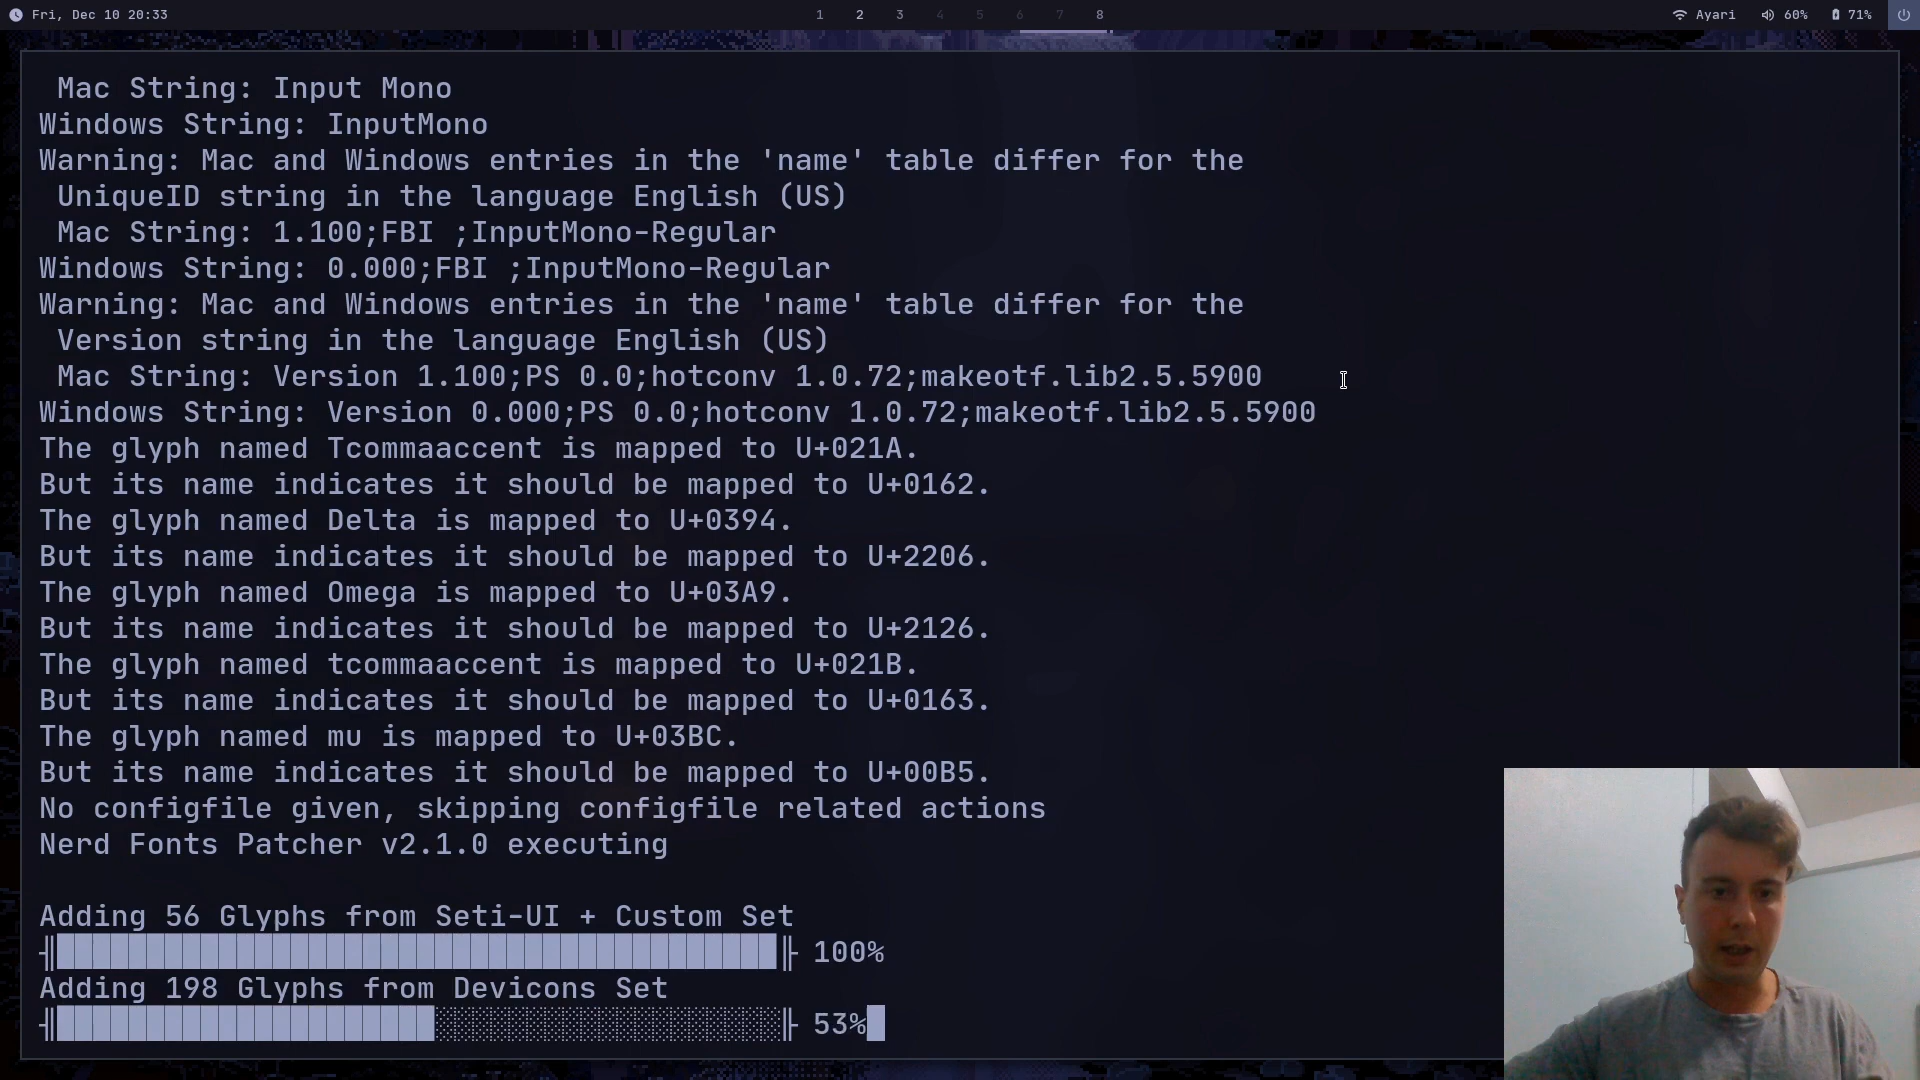 Fri, Dec 10 20:33
1 2 3 4 5 6 7 8
Ayari 60% 71%
Mac String: Input Mono
Windows String: InputMono
Warning: Mac and Windows entries in the 'name' table differ for the
UniqueID string in the language English (US)
Mac String: 1.100;FBI ;InputMono-Regular
Windows String: 0.000;FBI ;InputMono-Regular
Warning: Mac and Windows entries in the 'name' table differ for the
Version string in the language English (US)
Mac String: Version 1.100;PS 0.0;hotconv 1.0.72;makeotf.lib2.5.5900
Windows String: Version 0.000;PS 0.0;hotconv 1.0.72;makeotf.lib2.5.5900
The glyph named Tcommaaccent is mapped to U+021A.
But its name indicates it should be mapped to U+0162.
The glyph named Delta is mapped to U+0394.
But its name indicates it should be mapped to U+2206.
The glyph named Omega is mapped to U+03A9.
But its name indicates it should be mapped to U+2126.
The glyph named tcommaaccent is mapped to U+021B.
But its name indicates it should be mapped to U+0163.
The glyph named mu is mapped to U+03BC.
But its name indicates it should be mapped to U+00B5.
No configfile given, skipping configfile related actions
Nerd Fonts Patcher v2.1.0 executing
Adding 56 Glyphs from Seti-UI + Custom Set
100%
Adding 198 Glyphs from Devicons Set
53%